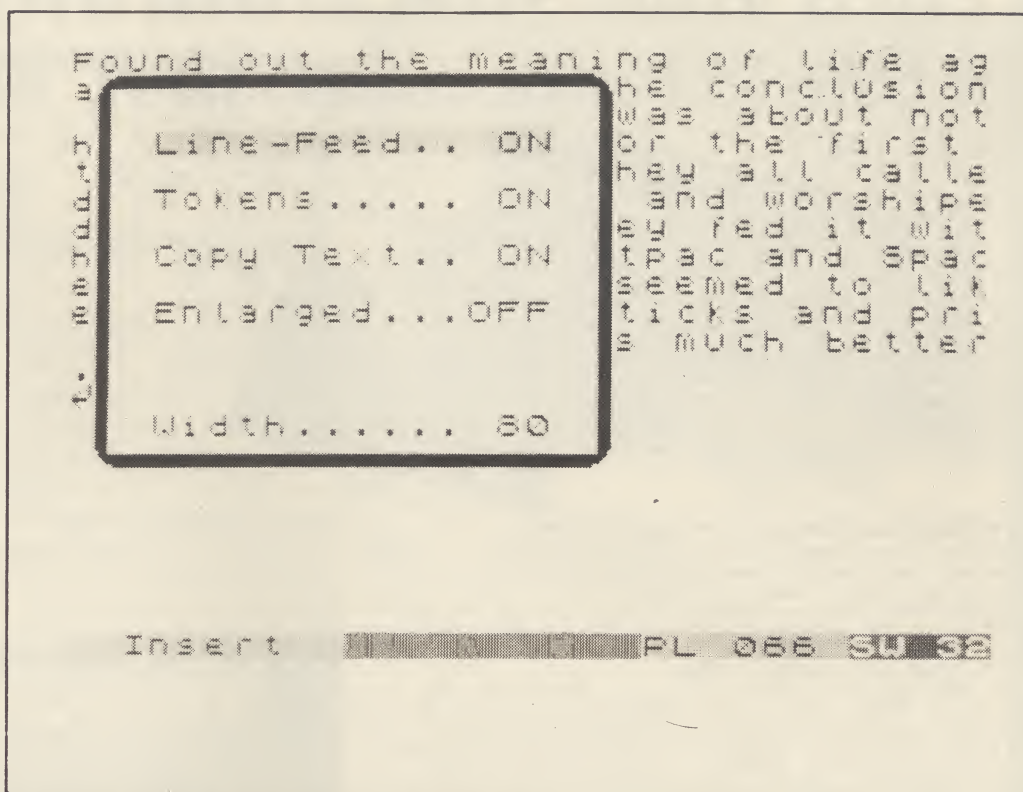 Found out the meaning of life ag
a he conclusion
was about not
h or the first
t hey all calle
d and worshipe
d ey fed it wit
h tpac and Spac
e seemed to lik
e ticks and pri
s much better
.
t
Line-Feed.. ON
Tokens..... ON
Copy Text.. ON
Enlarged...OFF
Width...... 80
Insert PL 066 SW 32